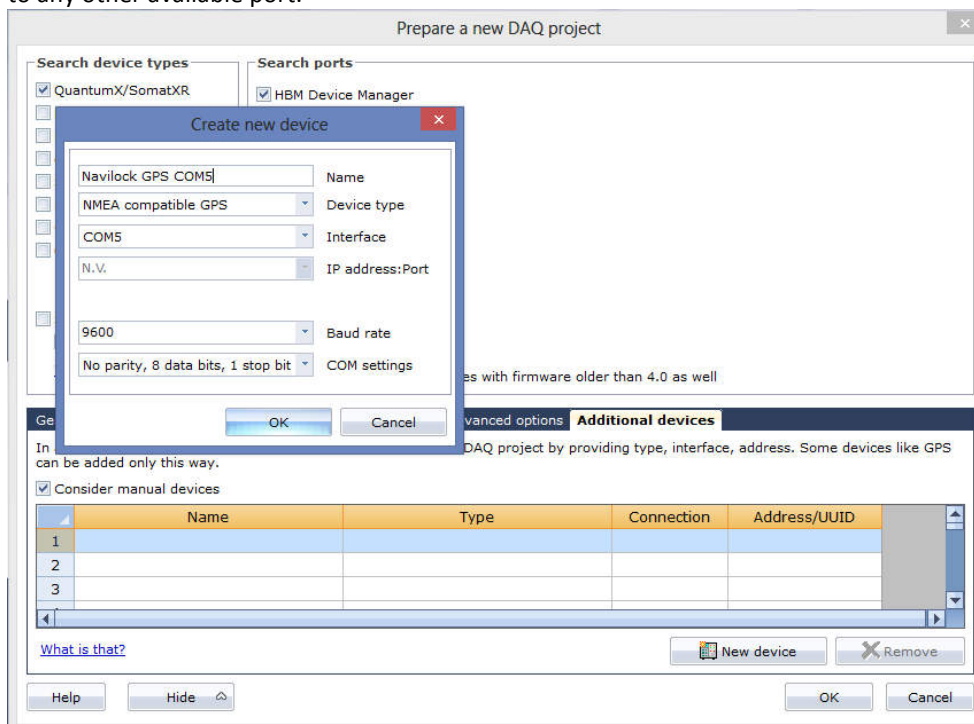 to any other available port.
Prepare a new DAQ project
Search device types
Search ports
QuantumX/SomatXR
HBM Device Manager
Create new device
Navilock GPS COM5
Name
NMEA compatible GPS
Device type
COM5
Interface
N.V.
IP address:Port
9600
Baud rate
No parity, 8 data bits, 1 stop bit
COM settings
es with firmware older than 4.0 as well
OK
Cancel
Ge
vanced options
Additional devices
In
DAQ project by providing type, interface, address. Some devices like GPS
can be added only this way.
Consider manual devices
Name
Type
Connection
Address/UUID
1
2
3
What is that?
New device
Remove
Help
Hide
OK
Cancel